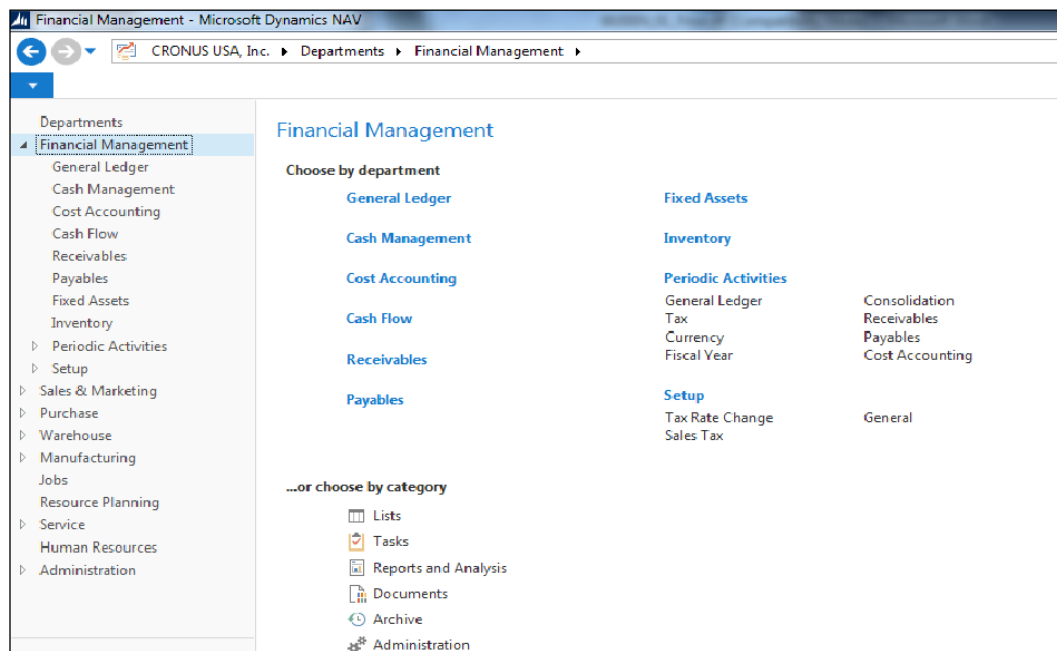 Financial Management - Microsoft Dynamics NAV
CRONUS USA, Inc. Departments Financial Management
Departments
Financial Management
General Ledger
Cash Management
Cost Accounting
Cash Flow
Receivables
Payables
Fixed Assets
Inventory
Periodic Activities
Setup
Sales & Marketing
Purchase
Warehouse
Manufacturing
Jobs
Resource Planning
Service
Human Resources
Administration
Financial Management
Choose by department
General Ledger
Cash Management
Cost Accounting
Cash Flow
Receivables
Payables
Fixed Assets
Inventory
Periodic Activities
General Ledger Consolidation
Tax Receivables
Currency Payables
Fiscal Year Cost Accounting
Setup
Tax Rate Change General
Sales Tax
...or choose by category
Lists
Tasks
Reports and Analysis
Documents
Archive
Administration